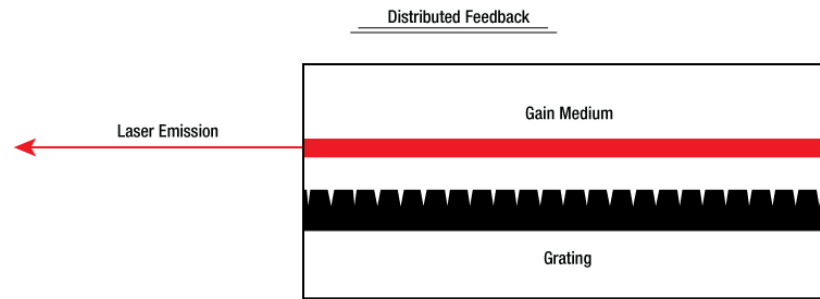 Distributed Feedback
Gain Medium
Laser Emission
Grating